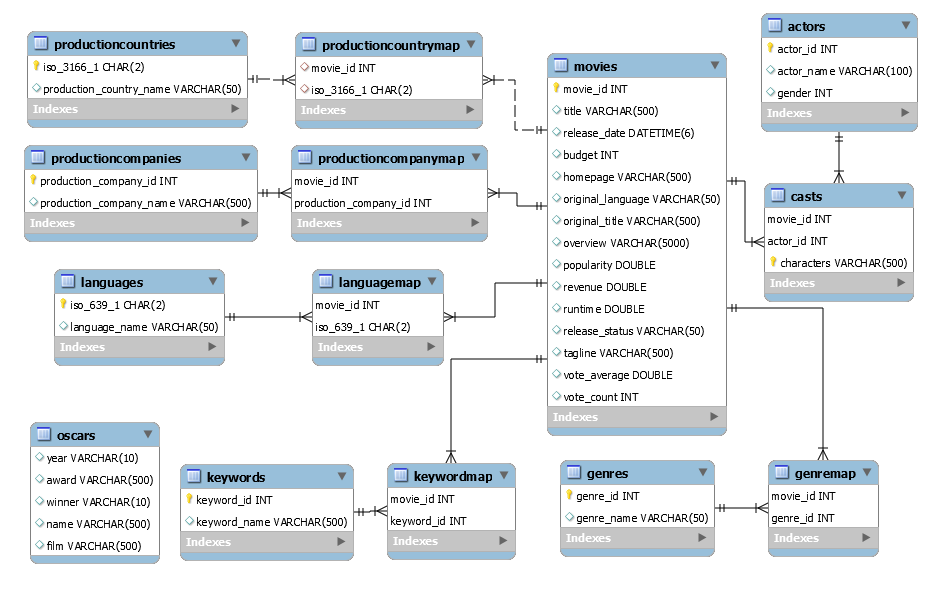 productioncountries
iso_3166_1 CHAR(2)
production_country_name VARCHAR(50)
Indexes
productioncountrymap
movie_id INT
iso_3166_1 CHAR(2)
Indexes
movies
movie_id INT
title VARCHAR(500)
release_date DATETIME(6)
budget INT
homepage VARCHAR(500)
original_language VARCHAR(50)
original_title VARCHAR(500)
overview VARCHAR(5000)
popularity DOUBLE
revenue DOUBLE
runtime DOUBLE
release_status VARCHAR(50)
tagline VARCHAR(500)
vote_average DOUBLE
vote_count INT
Indexes
actors
actor_id INT
actor_name VARCHAR(100)
gender INT
Indexes
productioncompanies
production_company_id INT
production_company_name VARCHAR(500)
Indexes
productioncompanymap
movie_id INT
production_company_id INT
Indexes
casts
movie_id INT
actor_id INT
characters VARCHAR(500)
Indexes
languages
iso_639_1 CHAR(2)
language_name VARCHAR(50)
Indexes
languagemap
movie_id INT
iso_639_1 CHAR(2)
Indexes
oscars
year VARCHAR(10)
award VARCHAR(500)
winner VARCHAR(10)
name VARCHAR(500)
film VARCHAR(500)
keywords
keyword_id INT
keyword_name VARCHAR(500)
Indexes
keywordmap
movie_id INT
keyword_id INT
Indexes
genres
genre_id INT
genre_name VARCHAR(50)
Indexes
genremap
movie_id INT
genre_id INT
Indexes